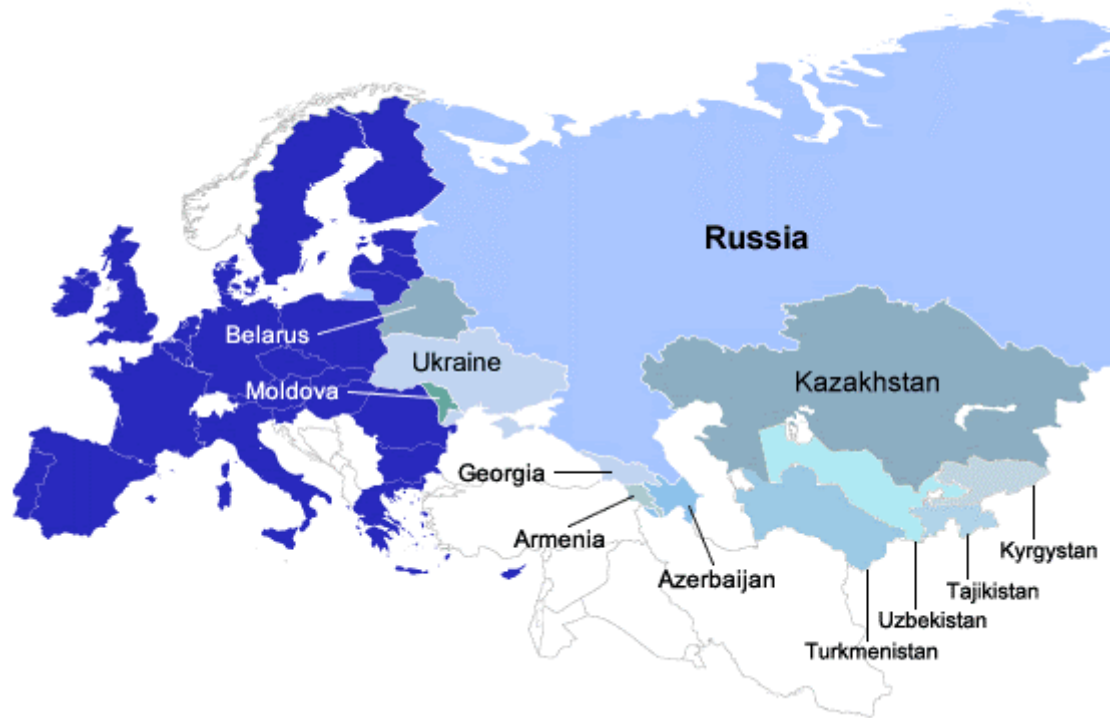 Russia
Belarus
Ukraine
Kazakhstan
Moldova
Georgia
Armenia
Azerbaijan
Kyrgystan
Tajikistan
Uzbekistan
Turkmenistan